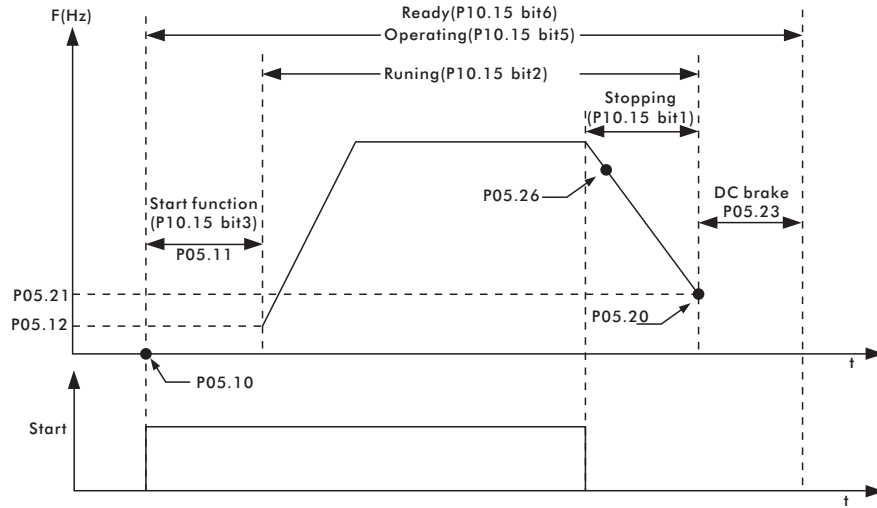 F(Hz)
Ready(P10.15 bit6)
Operating(P10.15 bit5)
Runing(P10.15 bit2)
Stopping
(P10.15 bit1)
P05.26
DC brake
P05.23
Start function
(P10.15 bit3)
P05.11
P05.21
P05.12
P05.20
t
P05.10
Start
t